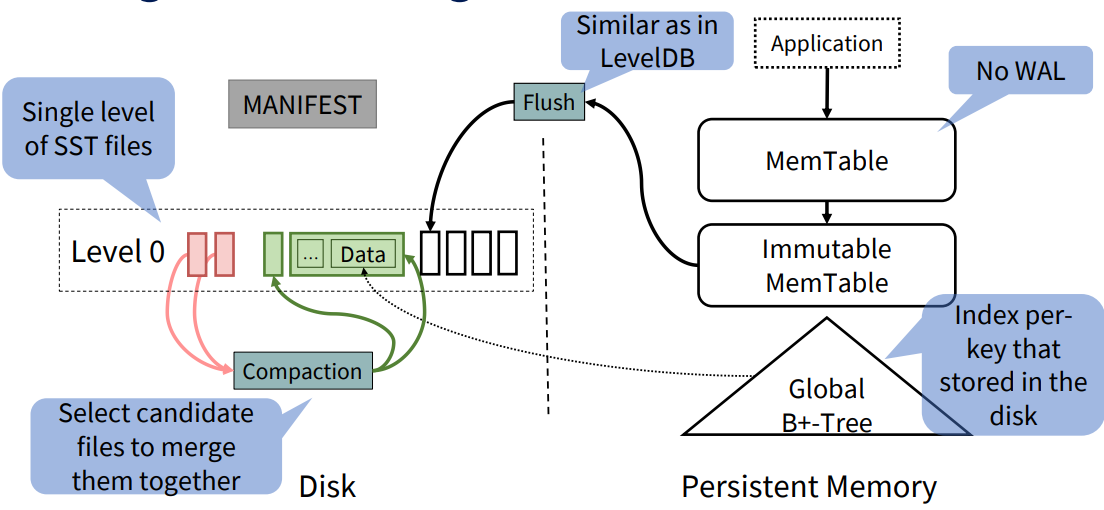 Similar as in
LevelDB
Application
No WAL
Single level
of SST files
MANIFEST
Flush
MemTable
Level 0
...
Data
Immutable
MemTable
Compaction
Index per-
key that
stored in the
disk
Global
B+-Tree
Select candidate
files to merge
them together
Disk
Persistent Memory